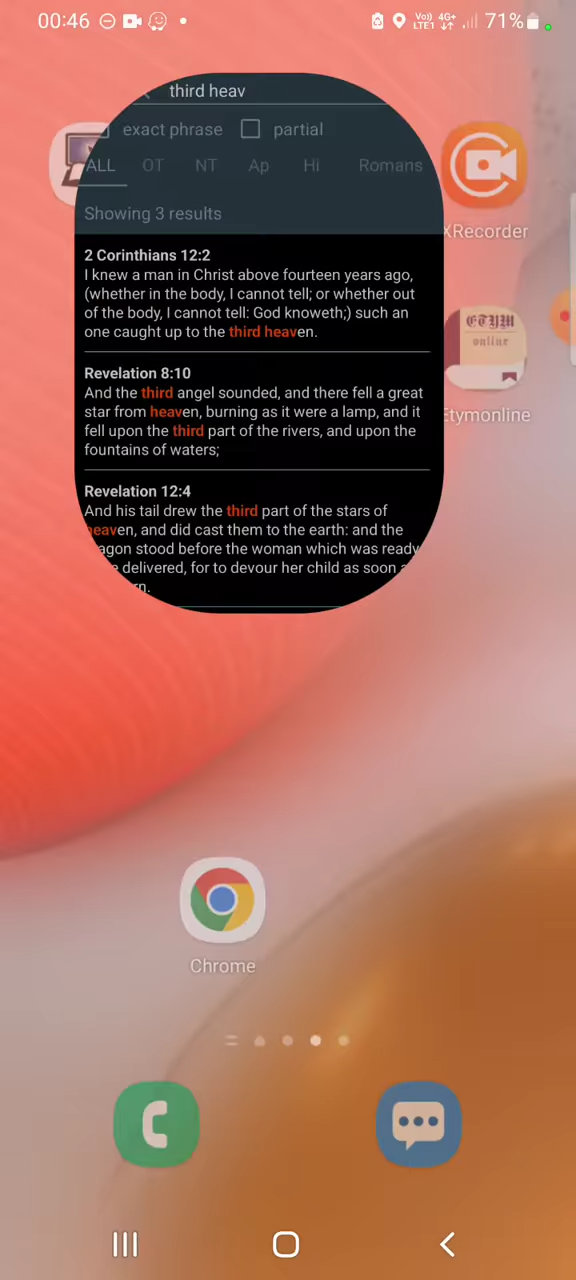 00:46 Vo) LTE1 4G+ 71%
third heav
exact phrase partial
ALL OT NT Ap Hi Romans
Showing 3 results
2 Corinthians 12:2
I knew a man in Christ above fourteen years ago,
(whether in the body, I cannot tell; or whether out
of the body, I cannot tell: God knoweth;) such an
one caught up to the third heaven.
Revelation 8:10
And the third angel sounded, and there fell a great
star from heaven, burning as it were a lamp, and it
fell upon the third part of the rivers, and upon the
fountains of waters;
Revelation 12:4
And his tail drew the third part of the stars of
heaven, and did cast them to the earth: and the
agon stood before the woman which was ready
e delivered, for to devour her child as soon a
rn.
XRecorder
ETYM
online
Etymonline
Chrome